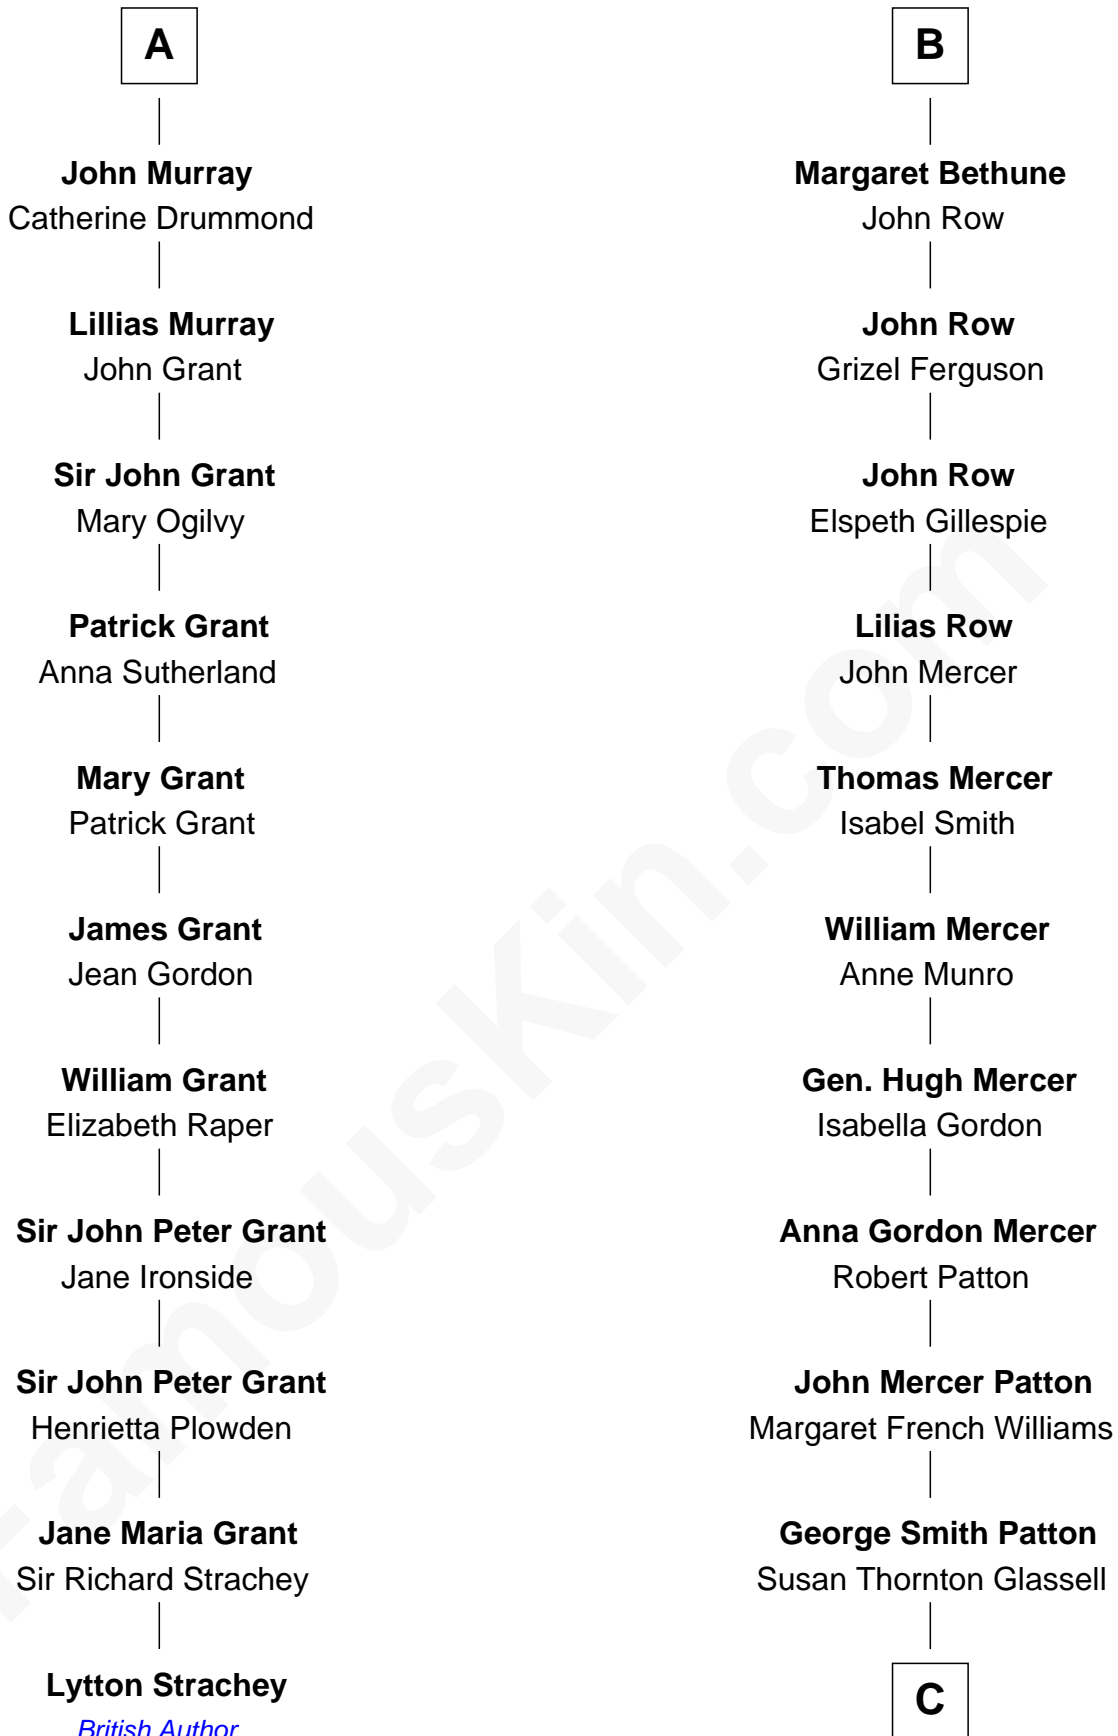 A
John Murray
Catherine Drummond
Lillias Murray
John Grant
Sir John Grant
Mary Ogilvy
Patrick Grant
Anna Sutherland
Mary Grant
Patrick Grant
James Grant
Jean Gordon
William Grant
Elizabeth Raper
Sir John Peter Grant
Jane Ironside
Sir John Peter Grant
Henrietta Plowden
Jane Maria Grant
Sir Richard Strachey
Lytton Strachey
British Author
B
Margaret Bethune
John Row
John Row
Grizel Ferguson
John Row
Elspeth Gillespie
Lilias Row
John Mercer
Thomas Mercer
Isabel Smith
William Mercer
Anne Munro
Gen. Hugh Mercer
Isabella Gordon
Anna Gordon Mercer
Robert Patton
John Mercer Patton
Margaret French Williams
George Smith Patton
Susan Thornton Glassell
C
FamousKin.com